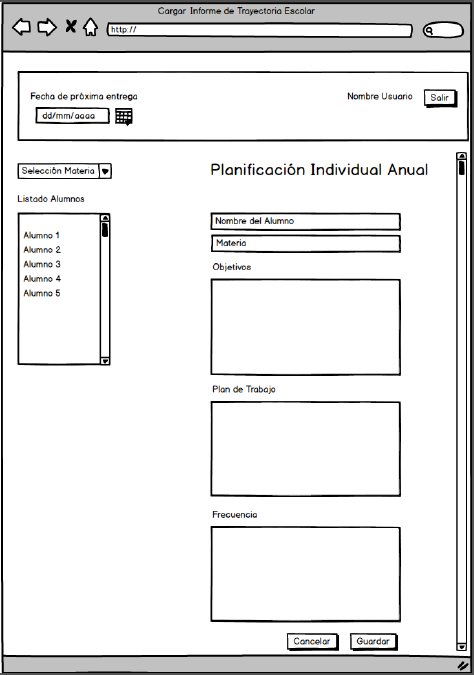 Cargar Informe de Trayectoria Escolar
http://
Fecha de próxima entrega
dd/mm/aaaa
Nombre Usuario
Salir
Selección Materia
Listado Alumnos
Alumno 1
Alumno 2
Alumno 3
Alumno 4
Alumno 5
Planificación Individual Anual
Nombre del Alumno
Materia
Objetivos
Plan de Trabajo
Frecuencia
Cancelar
Guardar